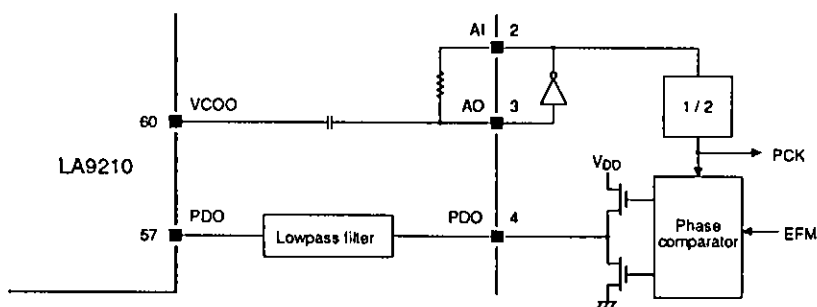 AI 2
VCOO
AO 3
60
1 / 2
LA9210
VDD
PCK
PDO
PDO 4
57
Lowpass filter
Phase comparator
EFM